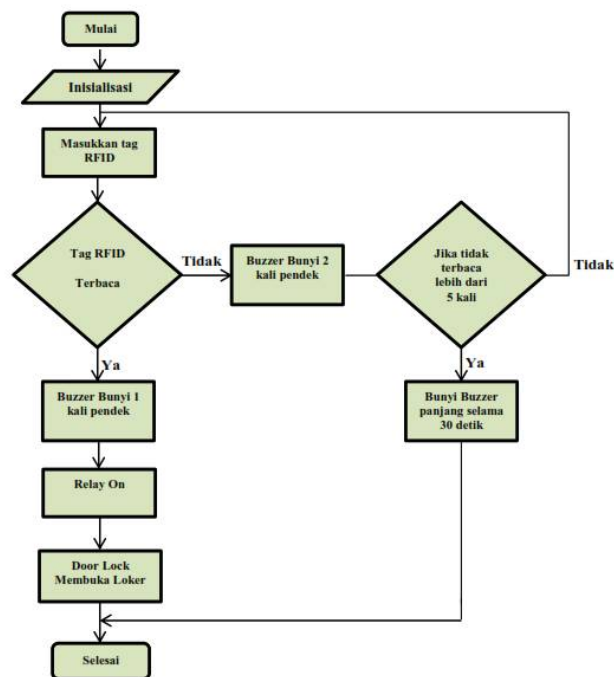 Mulai
Inisialisasi
Masukkan tag
RFID
Tag RFID
Terbaca
Tidak
Buzzer Bunyi 2
kali pendek
Jika tidak
terbaca
lebih dari
5 kali
Tidak
Ya
Ya
Buzzer Bunyi 1
kali pendek
Bunyi Buzzer
panjang selama
30 detik
Relay On
Door Lock
Membuka Loker
Selesai